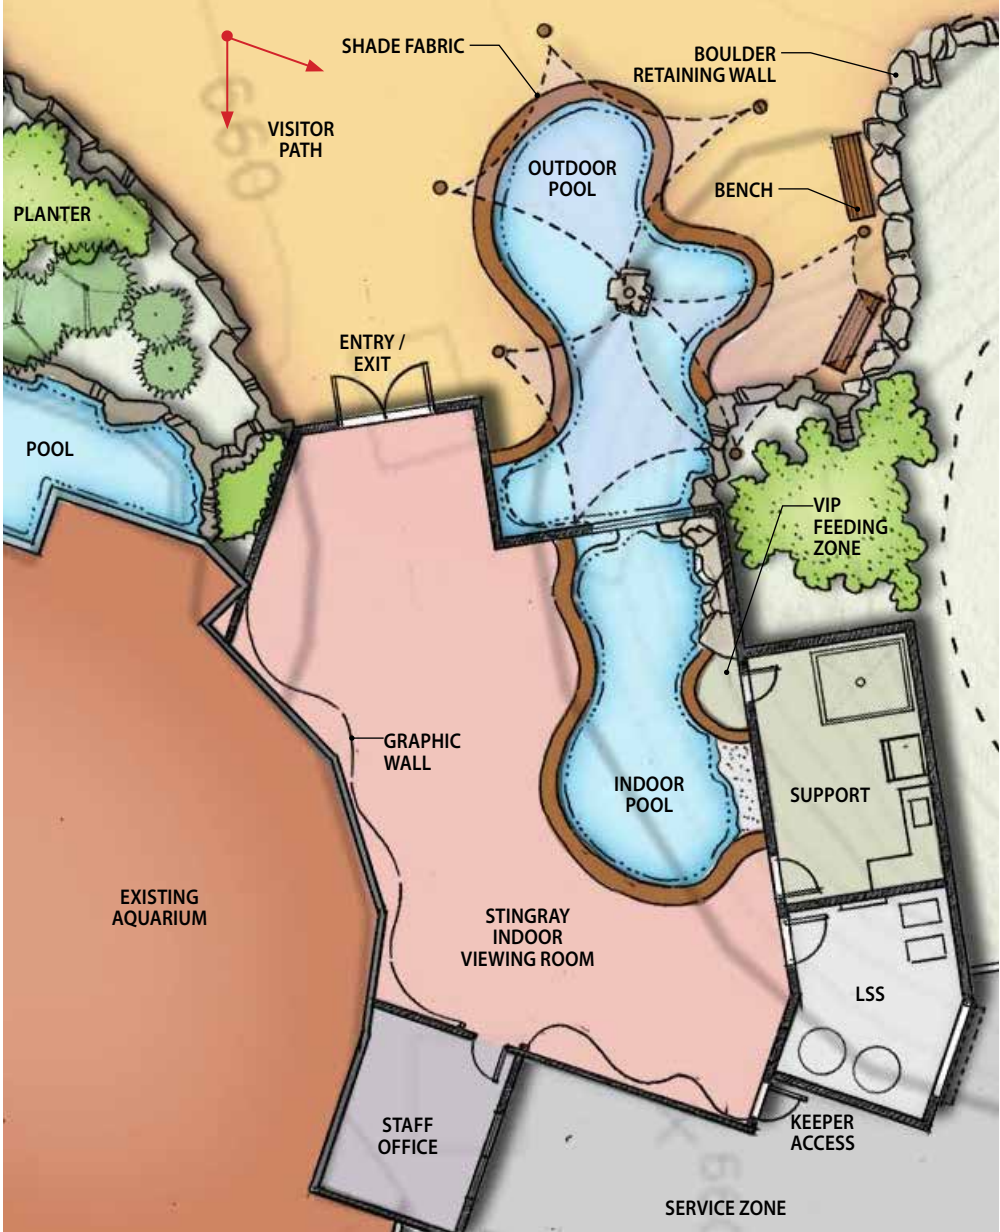 SHADE FABRIC
BOULDER
RETAINING WALL
660
VISITOR
PATH
OUTDOOR
POOL
BENCH
PLANTER
ENTRY /
EXIT
POOL
VIP
FEEDING
ZONE
GRAPHIC
WALL
INDOOR
POOL
SUPPORT
EXISTING
AQUARIUM
STINGRAY
INDOOR
VIEWING ROOM
LSS
STAFF
OFFICE
KEEPER
ACCESS
SERVICE ZONE